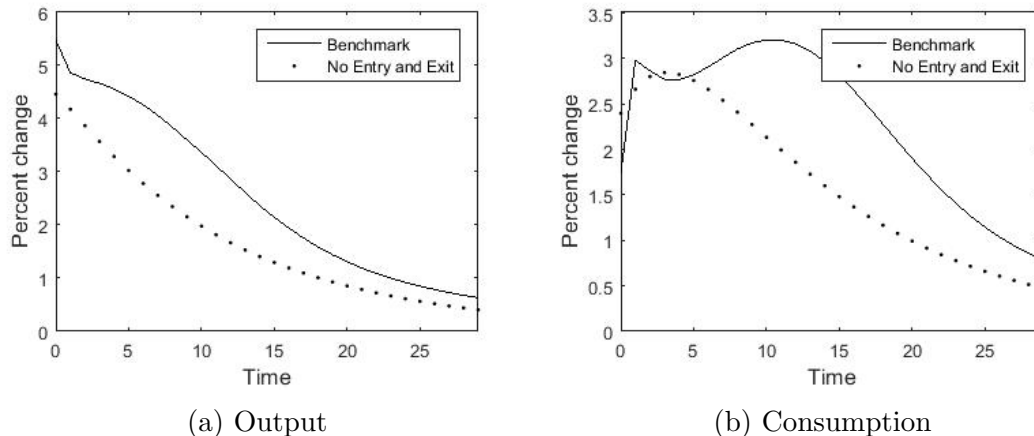 6
5
4
3
2
1
0
Percent change
Benchmark
No Entry and Exit
0 5 10 15 20 25
Time
(a) Output
3.5
3
2.5
2
1.5
1
0.5
0
Percent change
Benchmark
No Entry and Exit
0 5 10 15 20 25
Time
(b) Consumption